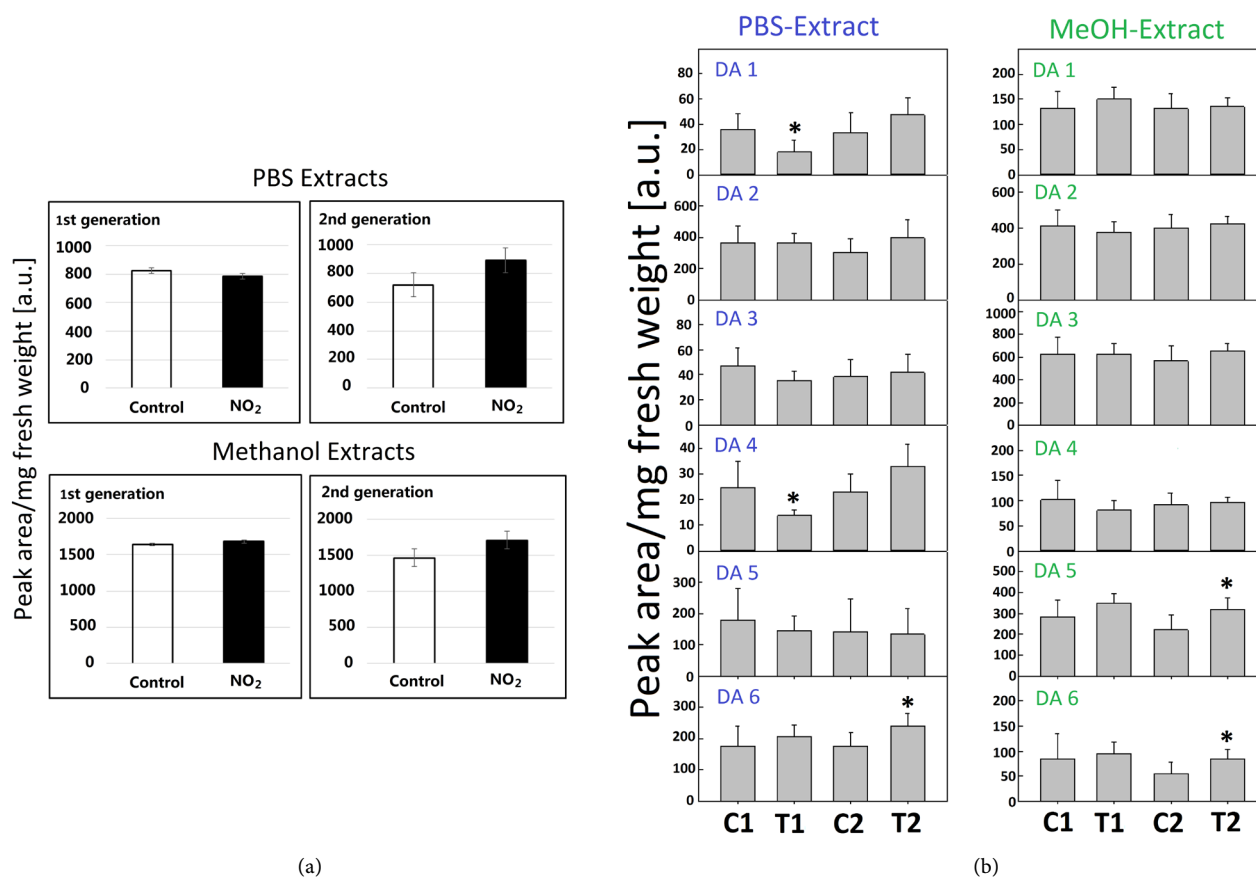 PBS Extracts
Peak area/mg fresh weight [a.u.]
1st generation
1000
800
600
400
200
0
Control NO₂
2nd generation
1000
800
600
400
200
0
Control NO₂
Methanol Extracts
1st generation
2000
1500
1000
500
0
Control NO₂
2nd generation
2000
1500
1000
500
0
Control NO₂
(a)
PBS-Extract
Peak area/mg fresh weight [a.u.]
DA 1
80
60
40
20
0
*
DA 2
600
400
200
0
DA 3
80
60
40
20
0
DA 4
40
30
20
10
0
*
DA 5
300
200
100
0
DA 6
300
200
100
0
*
C1 T1 C2 T2
MeOH-Extract
DA 1
200
150
100
50
0
DA 2
600
400
200
0
DA 3
1000
800
600
400
200
0
DA 4
200
150
100
50
0
DA 5
500
400
300
200
100
0
*
DA 6
200
150
100
50
0
*
C1 T1 C2 T2
(b)